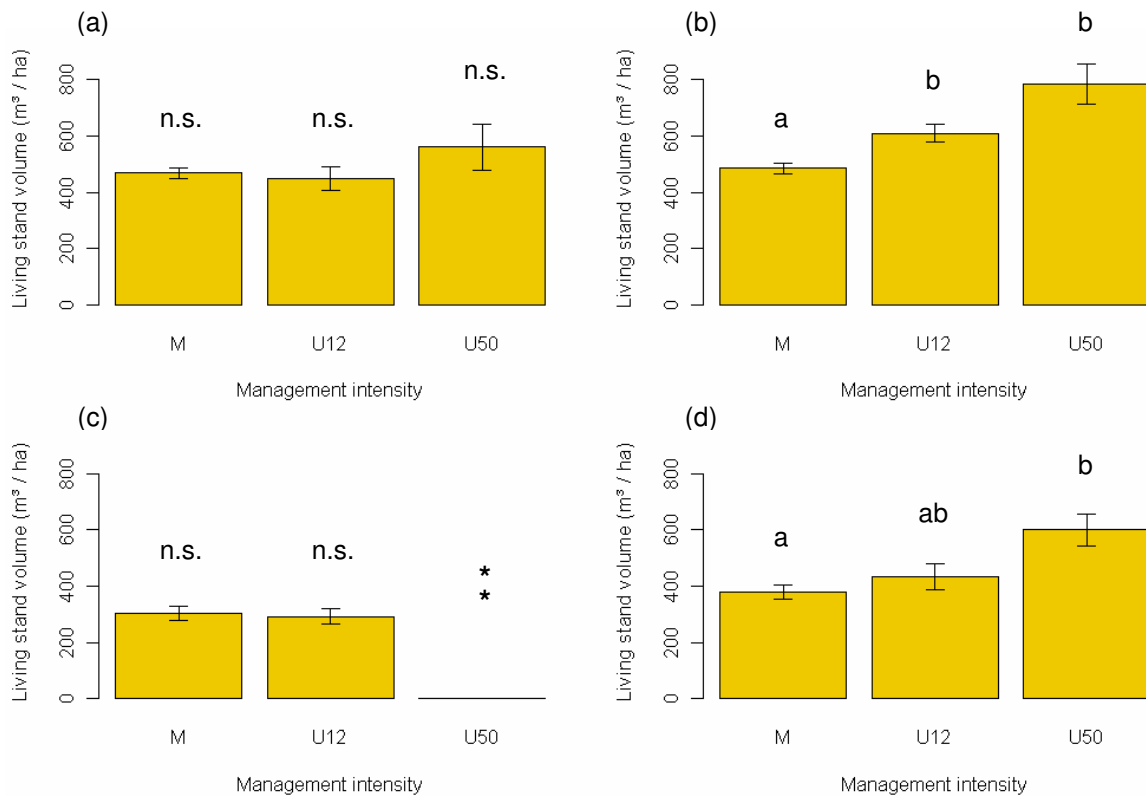 (a)
Living stand volume (m³ / ha)
0 200 400 600 800
n.s. n.s. n.s.
M U12 U50
Management intensity
(b)
Living stand volume (m³ / ha)
0 200 400 600 800
a b b
M U12 U50
Management intensity
(c)
Living stand volume (m³ / ha)
0 200 400 600 800
n.s. n.s. *
*
M U12 U50
Management intensity
(d)
Living stand volume (m³ / ha)
0 200 400 600 800
a ab b
M U12 U50
Management intensity